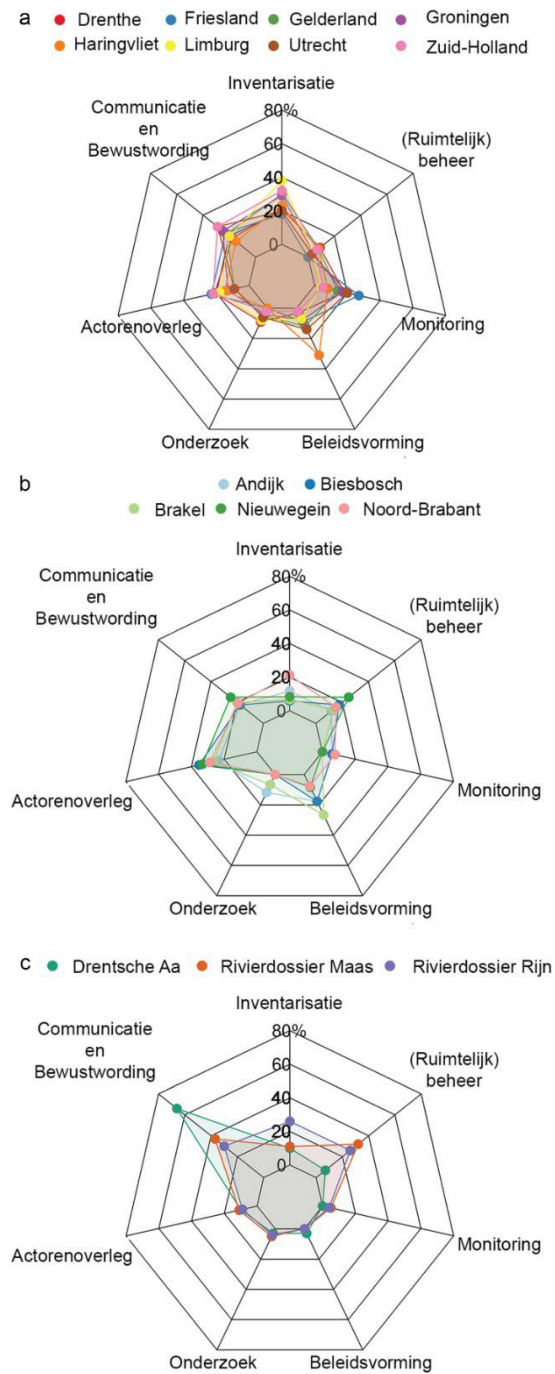 a
Drenthe Friesland Gelderland Groningen
Haringvliet Limburg Utrecht Zuid-Holland
Inventarisatie
Communicatie
en
Bewustwording
80%
(Ruimtelijk)
beheer
60
40
20
0
Actorenoverleg
Monitoring
Onderzoek
Beleidsvorming
b
Andijk Biesbosch
Brakel Nieuwegein Noord-Brabant
Inventarisatie
Communicatie
en
Bewustwording
80%
(Ruimtelijk)
beheer
60
40
20
0
Actorenoverleg
Monitoring
Onderzoek
Beleidsvorming
c Drentsche Aa Rivierdossier Maas Rivierdossier Rijn
Inventarisatie
Communicatie
en
Bewustwording
80%
(Ruimtelijk)
beheer
60
40
20
0
Actorenoverleg
Monitoring
Onderzoek
Beleidsvorming